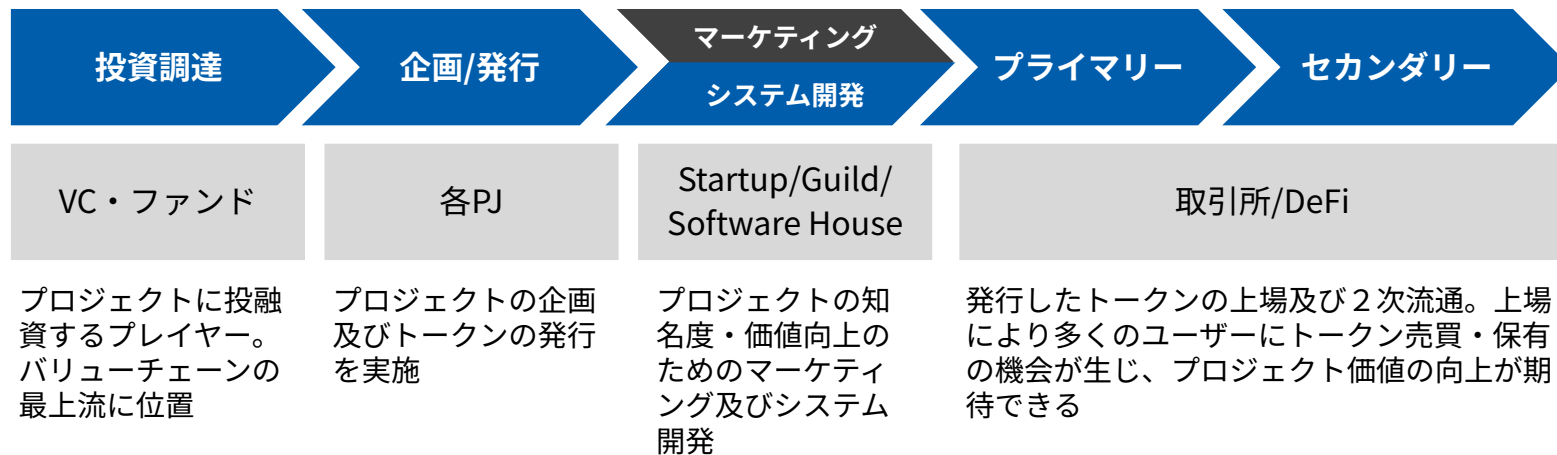 投資調達
企画/発行
マーケティング
システム開発
プライマリー
セカンダリー
VC・ファンド
各PJ
Startup/Guild/
Software House
取引所/DeFi
プロジェクトに投融
資するプレイヤー。
バリューチェーンの
最上流に位置
プロジェクトの企画
及びトークンの発行
を実施
プロジェクトの知
名度・価値向上の
ためのマーケティ
ング及びシステム
開発
発行したトークンの上場及び２次流通。上場
により多くのユーザーにトークン売買・保有
の機会が生じ、プロジェクト価値の向上が期
待できる